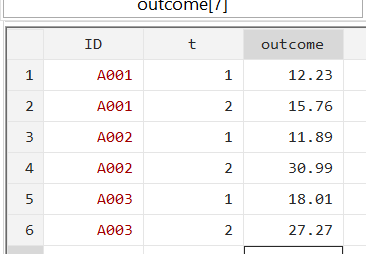 outcome[7]
ID t outcome
1 A001 1 12.23
2 A001 2 15.76
3 A002 1 11.89
4 A002 2 30.99
5 A003 1 18.01
6 A003 2 27.27